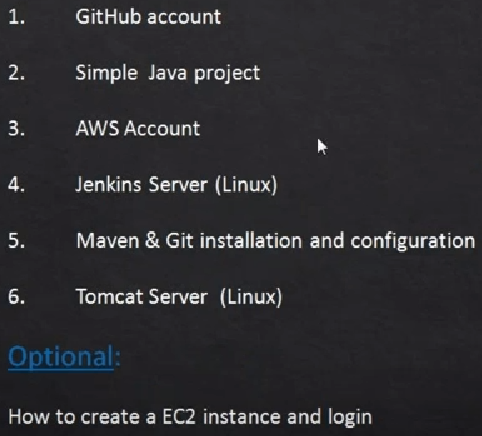 1. GitHub account
2. Simple Java project
3. AWS Account
4. Jenkins Server (Linux)
5. Maven & Git installation and configuration
6. Tomcat Server (Linux)
Optional:
How to create a EC2 instance and login